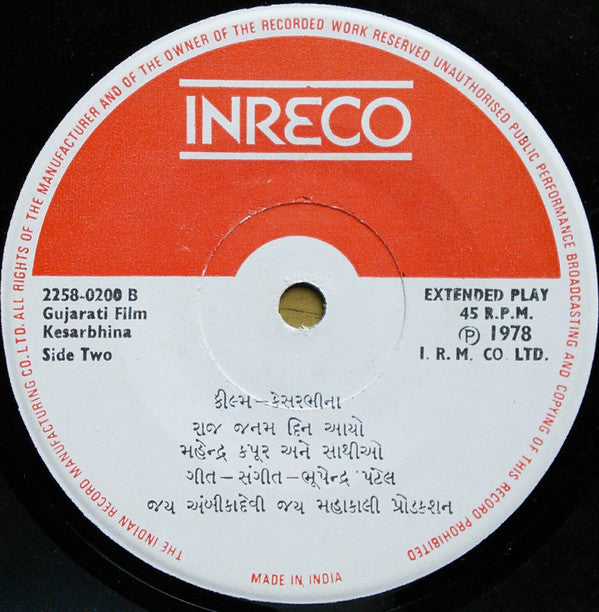 THE INDIAN RECORD MANUFACTURING CO. LTD. ALL RIGHTS OF THE MANUFACTURER AND OF THE OWNER OF THE RECORDED WORK RESERVED UNAUTHORISED PUBLIC PERFORMANCE BROADCASTING AND COPYING OF THIS RECORD PROHIBITED
INRECO
2258-0200 B
Gujarati Film
Kesarbhina
Side Two
EXTENDED PLAY
45 R.P.M.
Ⓟ 1978
I. R. M. CO. LTD.
ફીલ્મ-કેસરભીના
રાજ જનમ દિન આયો
મહેન્દ્ર કપૂર અને સાથીઓ
ગીત-સંગીત-ભૂપેન્દ્ર પટેલ
જય અંબીકાદેવી જય મહાકાલી પ્રોડકશન
MADE IN INDIA